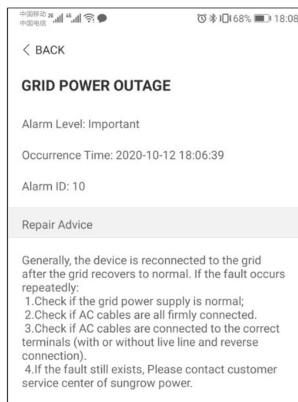 中国移动 26 46
中国电信
68% 18:08
< BACK
GRID POWER OUTAGE
Alarm Level: Important
Occurrence Time: 2020-10-12 18:06:39
Alarm ID: 10
Repair Advice
Generally, the device is reconnected to the grid
after the grid recovers to normal. If the fault occurs
repeatedly:
1.Check if the grid power supply is normal;
2.Check if AC cables are all firmly connected.
3.Check if AC cables are connected to the correct
terminals (with or without live line and reverse
connection).
4.If the fault still exists, Please contact customer
service center of sungrow power.